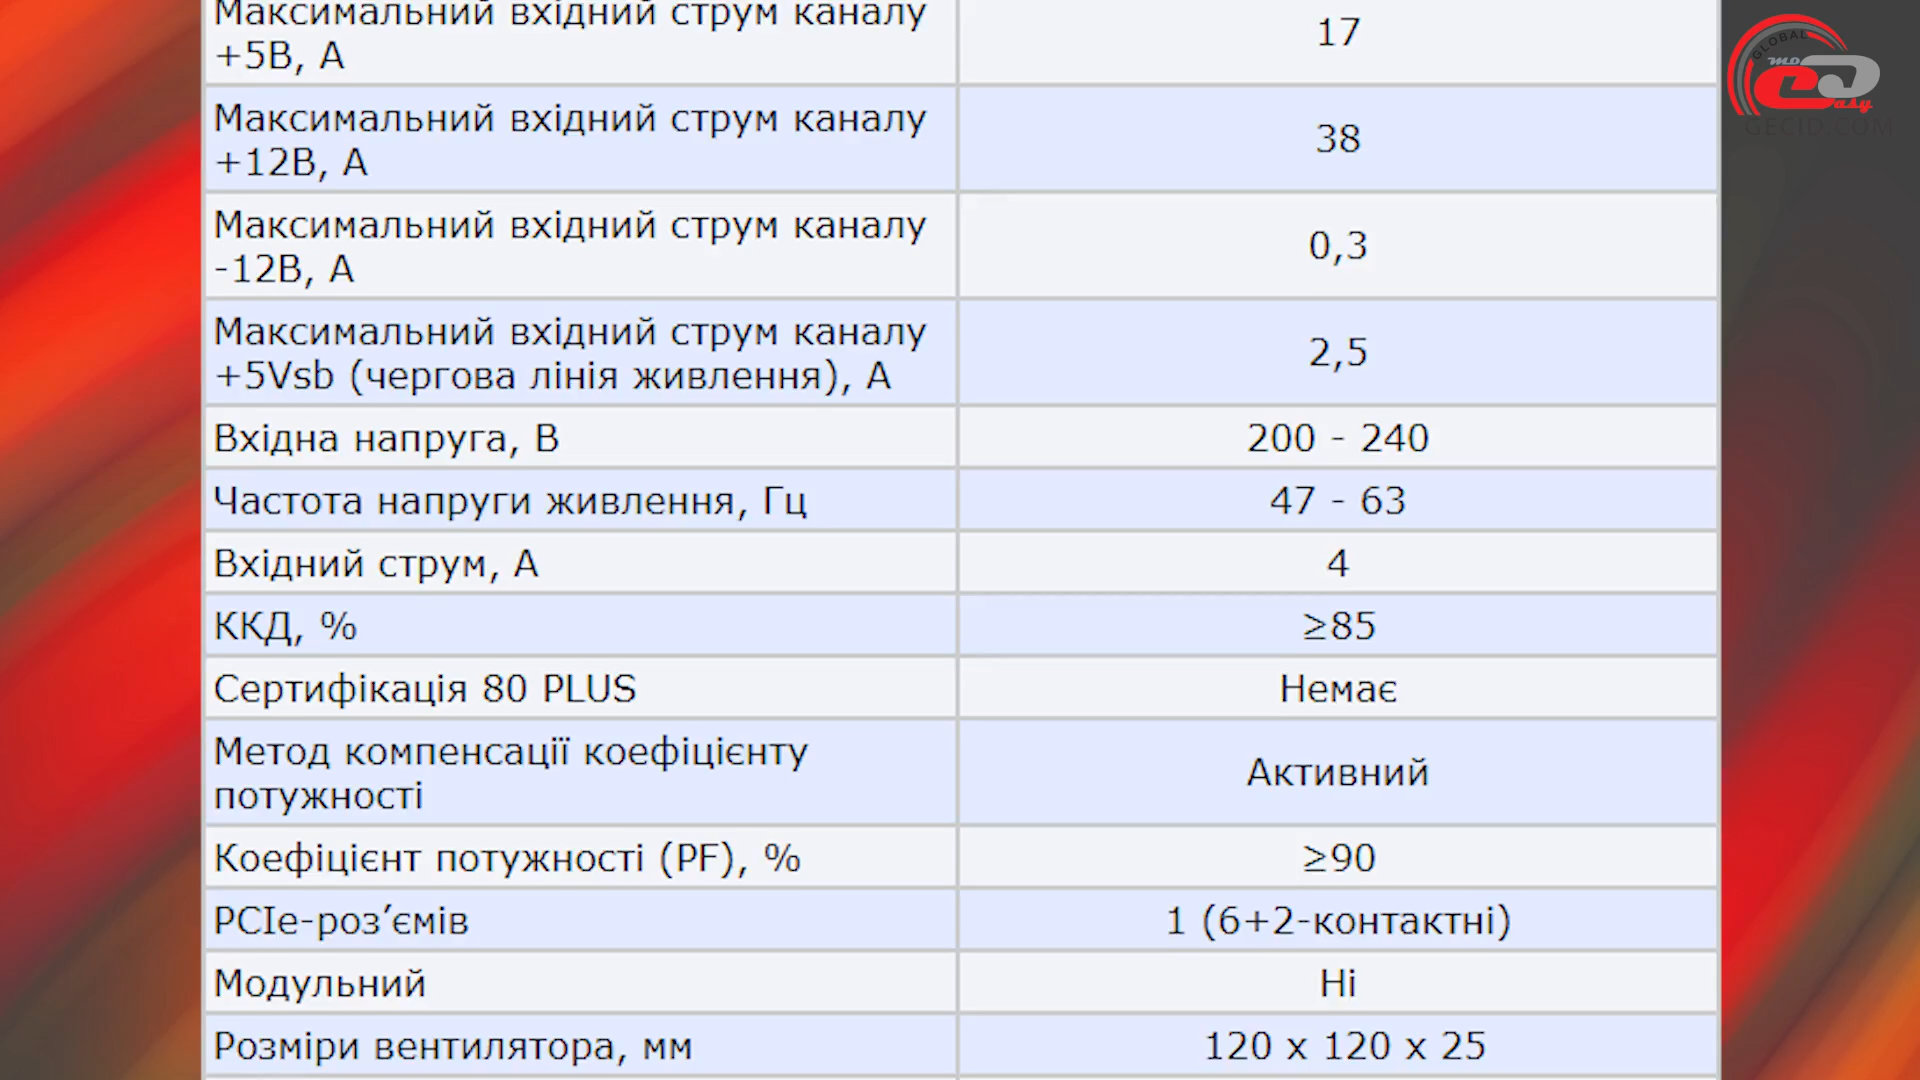 Максимальний вхідний струм каналу
+5В, А
17
Максимальний вхідний струм каналу
+12В, А
38
Максимальний вхідний струм каналу
-12В, А
0,3
Максимальний вхідний струм каналу
+5Vsb (чергова лінія живлення), А
2,5
Вхідна напруга, В
200 - 240
Частота напруги живлення, Гц
47 - 63
Вхідний струм, А
4
ККД, %
≥85
Сертифікація 80 PLUS
Немає
Метод компенсації коефіцієнту
потужності
Активний
Коефіцієнт потужності (PF), %
≥90
PCIe-роз’ємів
1 (6+2-контактні)
Модульний
Ні
Розміри вентилятора, мм
120 x 120 x 25
GLOBAL
GECID.COM